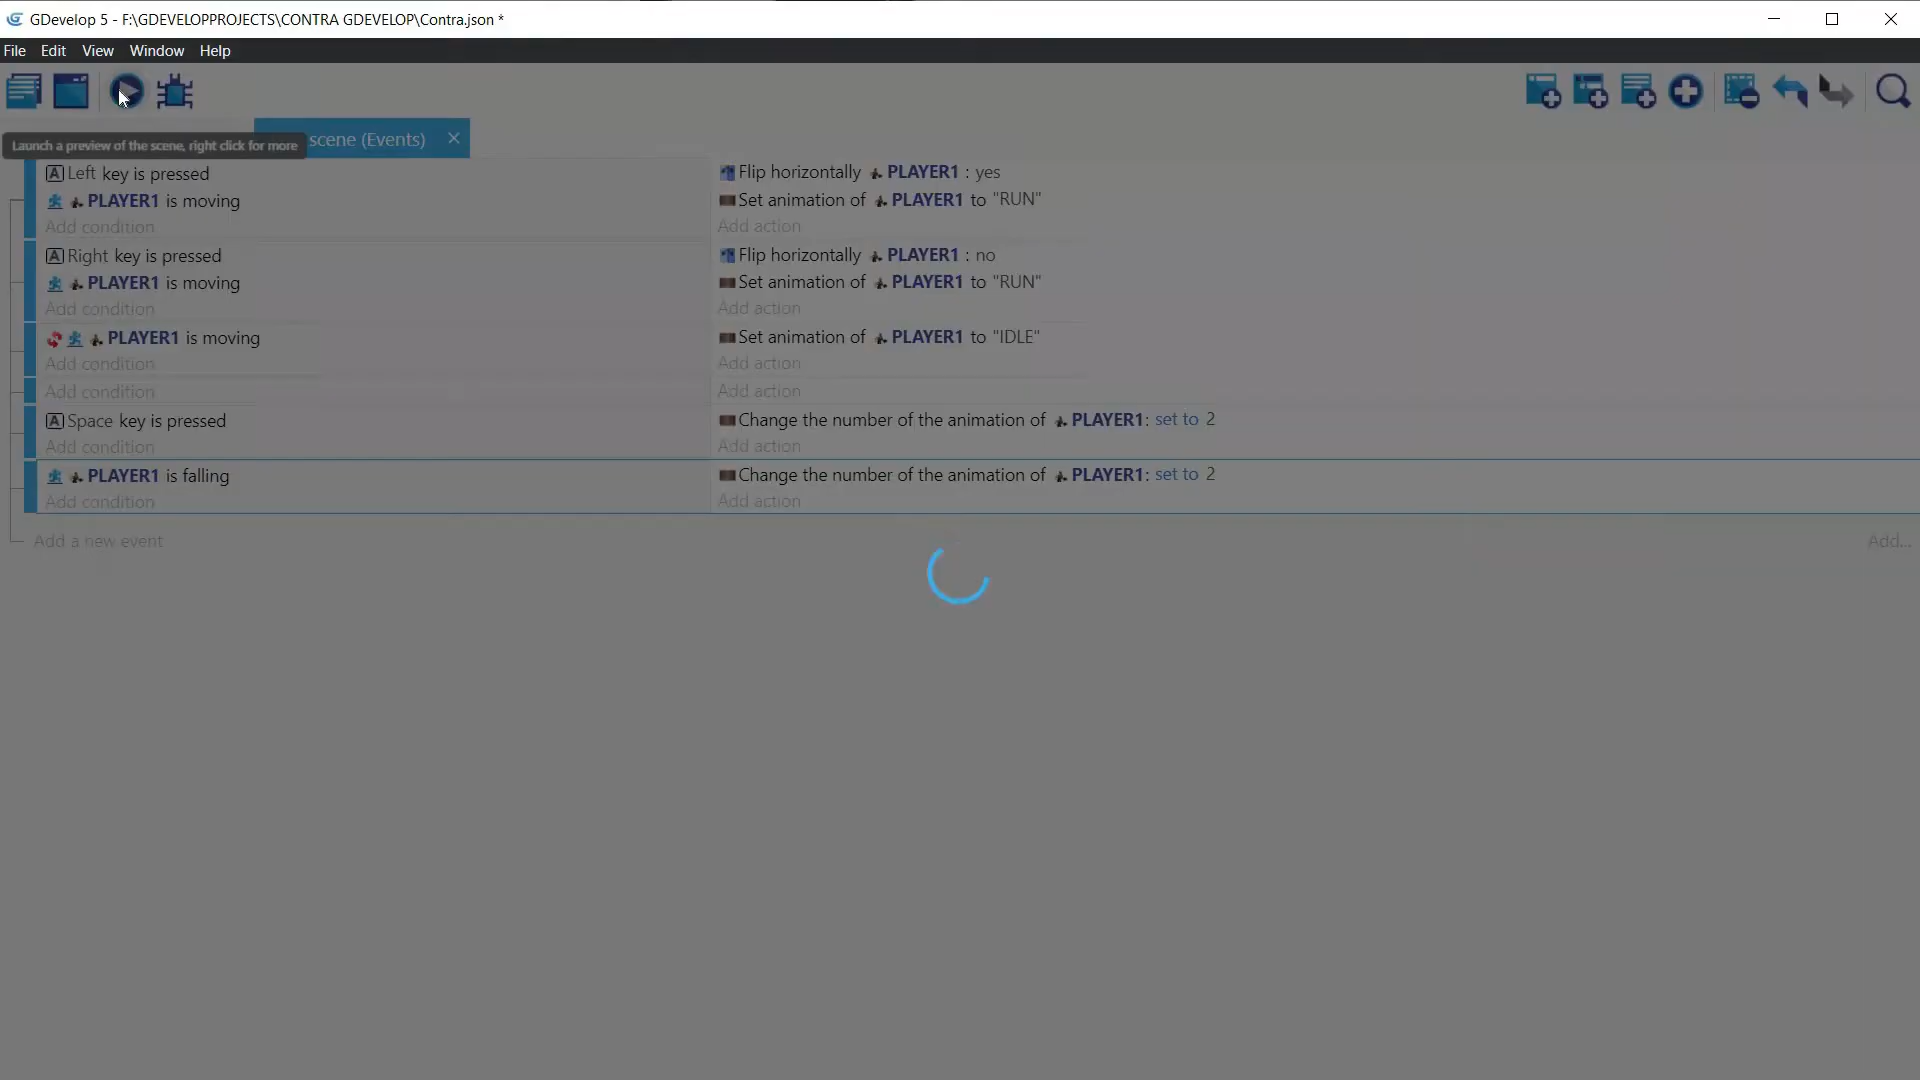 GDevelop 5 - F:\GDEVELOPPROJECTS\CONTRA GDEVELOP\Contra.json *
File Edit View Window Help
Launch a preview of the scene, right click for more
scene (Events)
Left key is pressed
Flip horizontally PLAYER1 : yes
PLAYER1 is moving
Set animation of PLAYER1 to "RUN"
Add condition
Add action
Right key is pressed
Flip horizontally PLAYER1 : no
PLAYER1 is moving
Set animation of PLAYER1 to "RUN"
Add condition
Add action
PLAYER1 is moving
Set animation of PLAYER1 to "IDLE"
Add condition
Add action
Add condition
Add action
Space key is pressed
Change the number of the animation of PLAYER1: set to 2
Add condition
Add action
PLAYER1 is falling
Change the number of the animation of PLAYER1: set to 2
Add condition
Add action
Add a new event
Add...